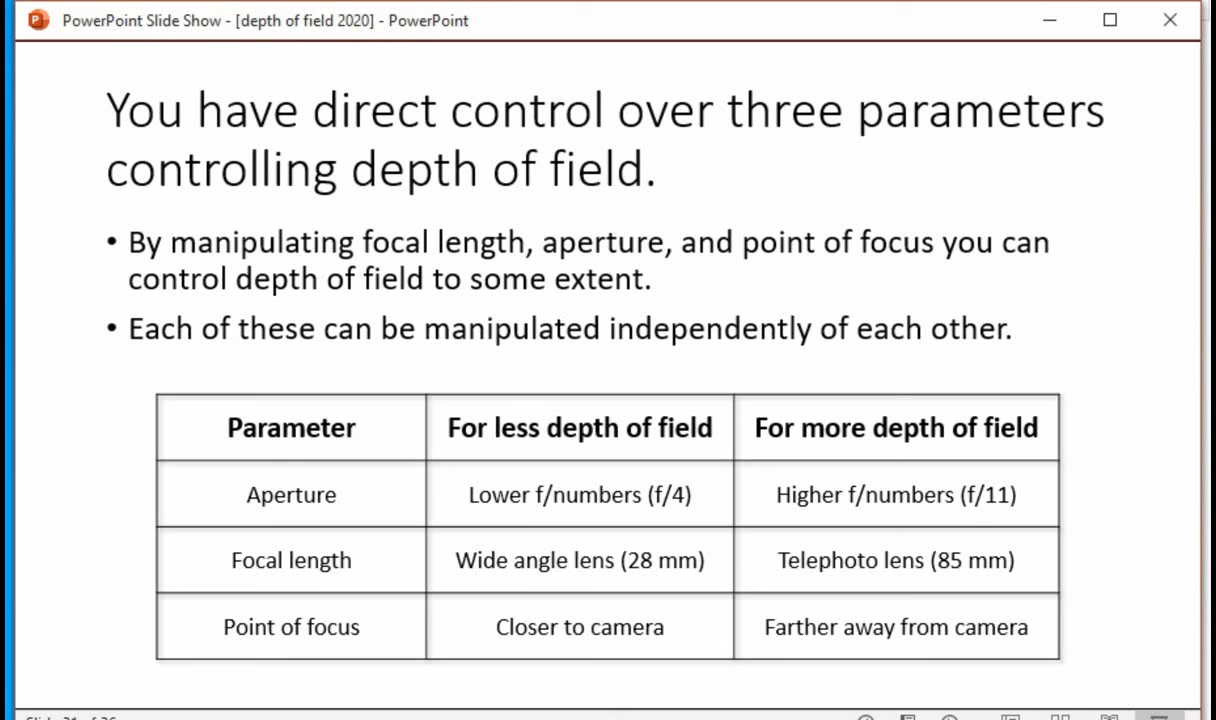 PowerPoint Slide Show - [depth of field 2020] - PowerPoint
You have direct control over three parameters
controlling depth of field.
• By manipulating focal length, aperture, and point of focus you can
control depth of field to some extent.
• Each of these can be manipulated independently of each other.
Parameter For less depth of field For more depth of field
Aperture Lower f/numbers (f/4) Higher f/numbers (f/11)
Focal length Wide angle lens (28 mm) Telephoto lens (85 mm)
Point of focus Closer to camera Farther away from camera